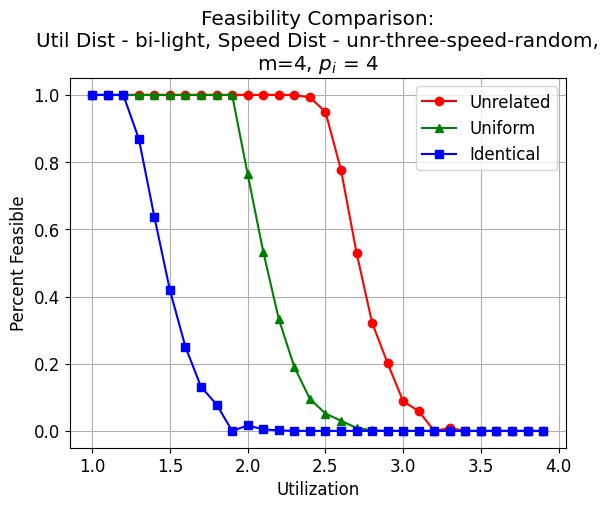 Feasibility Comparison:
Util Dist - bi-light, Speed Dist - unr-three-speed-random,
m=4, $p_i$ = 4
Unrelated
Uniform
Identical
Percent Feasible
1.0
0.8
0.6
0.4
0.2
0.0
1.0 1.5 2.0 2.5 3.0 3.5 4.0
Utilization